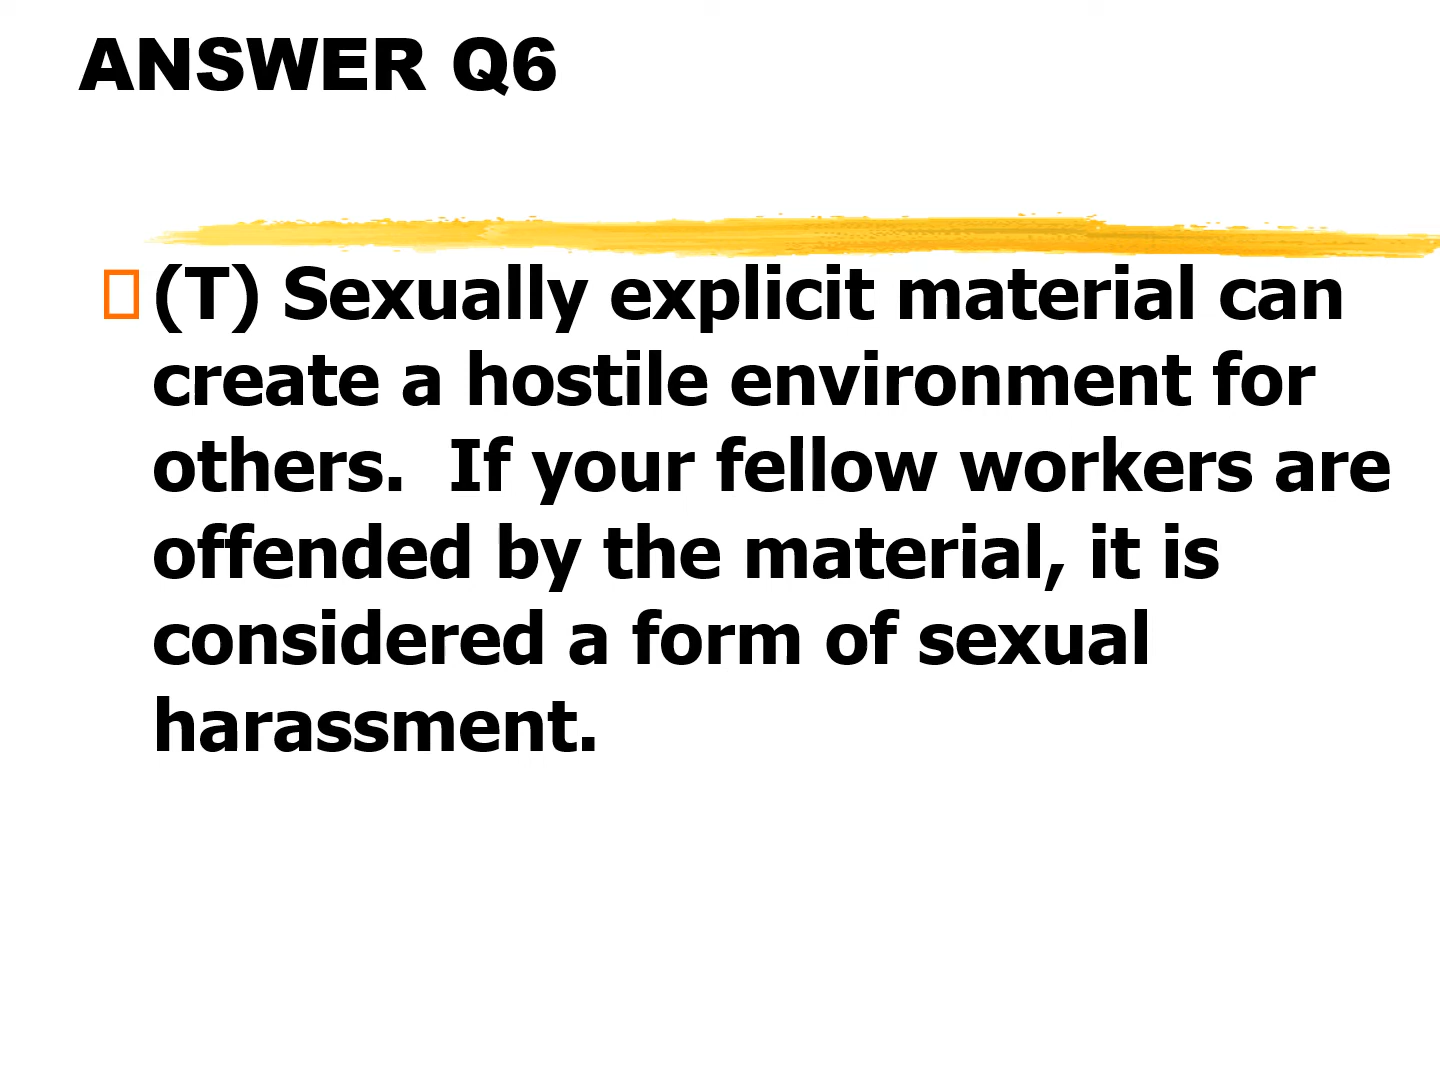 ANSWER Q6
(T) Sexually explicit material can
create a hostile environment for
others.  If your fellow workers are
offended by the material, it is
considered a form of sexual
harassment.